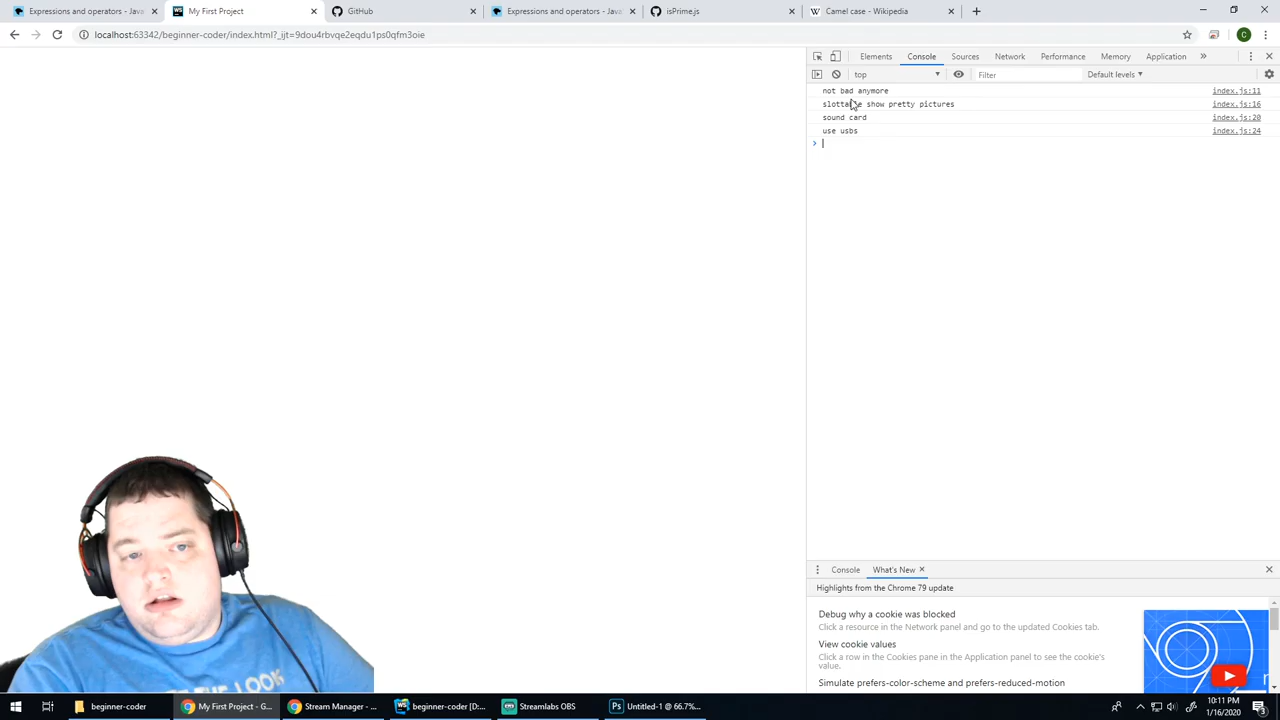 Expressions and operators - Java
My First Project
GitHub
Expressions and operators - Java
isPrime.js
Camel case - Wikipedia
localhost:63342/beginner-coder/index.html?_ijt=9dou4rbvqe2eqdu1ps0qfm3oie
C
Elements
Console
Sources
Network
Performance
Memory
Application
top
Filter
Default levels
not bad anymore
index.js:11
show pretty pictures
index.js:16
sound card
index.js:20
use usbs
index.js:24
Console
What's New
Highlights from the Chrome 79 update
Debug why a cookie was blocked
Click a resource in the Network panel and go to the updated Cookies tab.
View cookie values
Click a row in the Cookies pane in the Application panel to see the cookie's
value.
Simulate prefers-color-scheme and prefers-reduced-motion
beginner-coder
My First Project - G...
Stream Manager - ...
beginner-coder [D:...
Streamlabs OBS
Untitled-1 @ 66.7%...
10:11 PM
1/16/2020
3